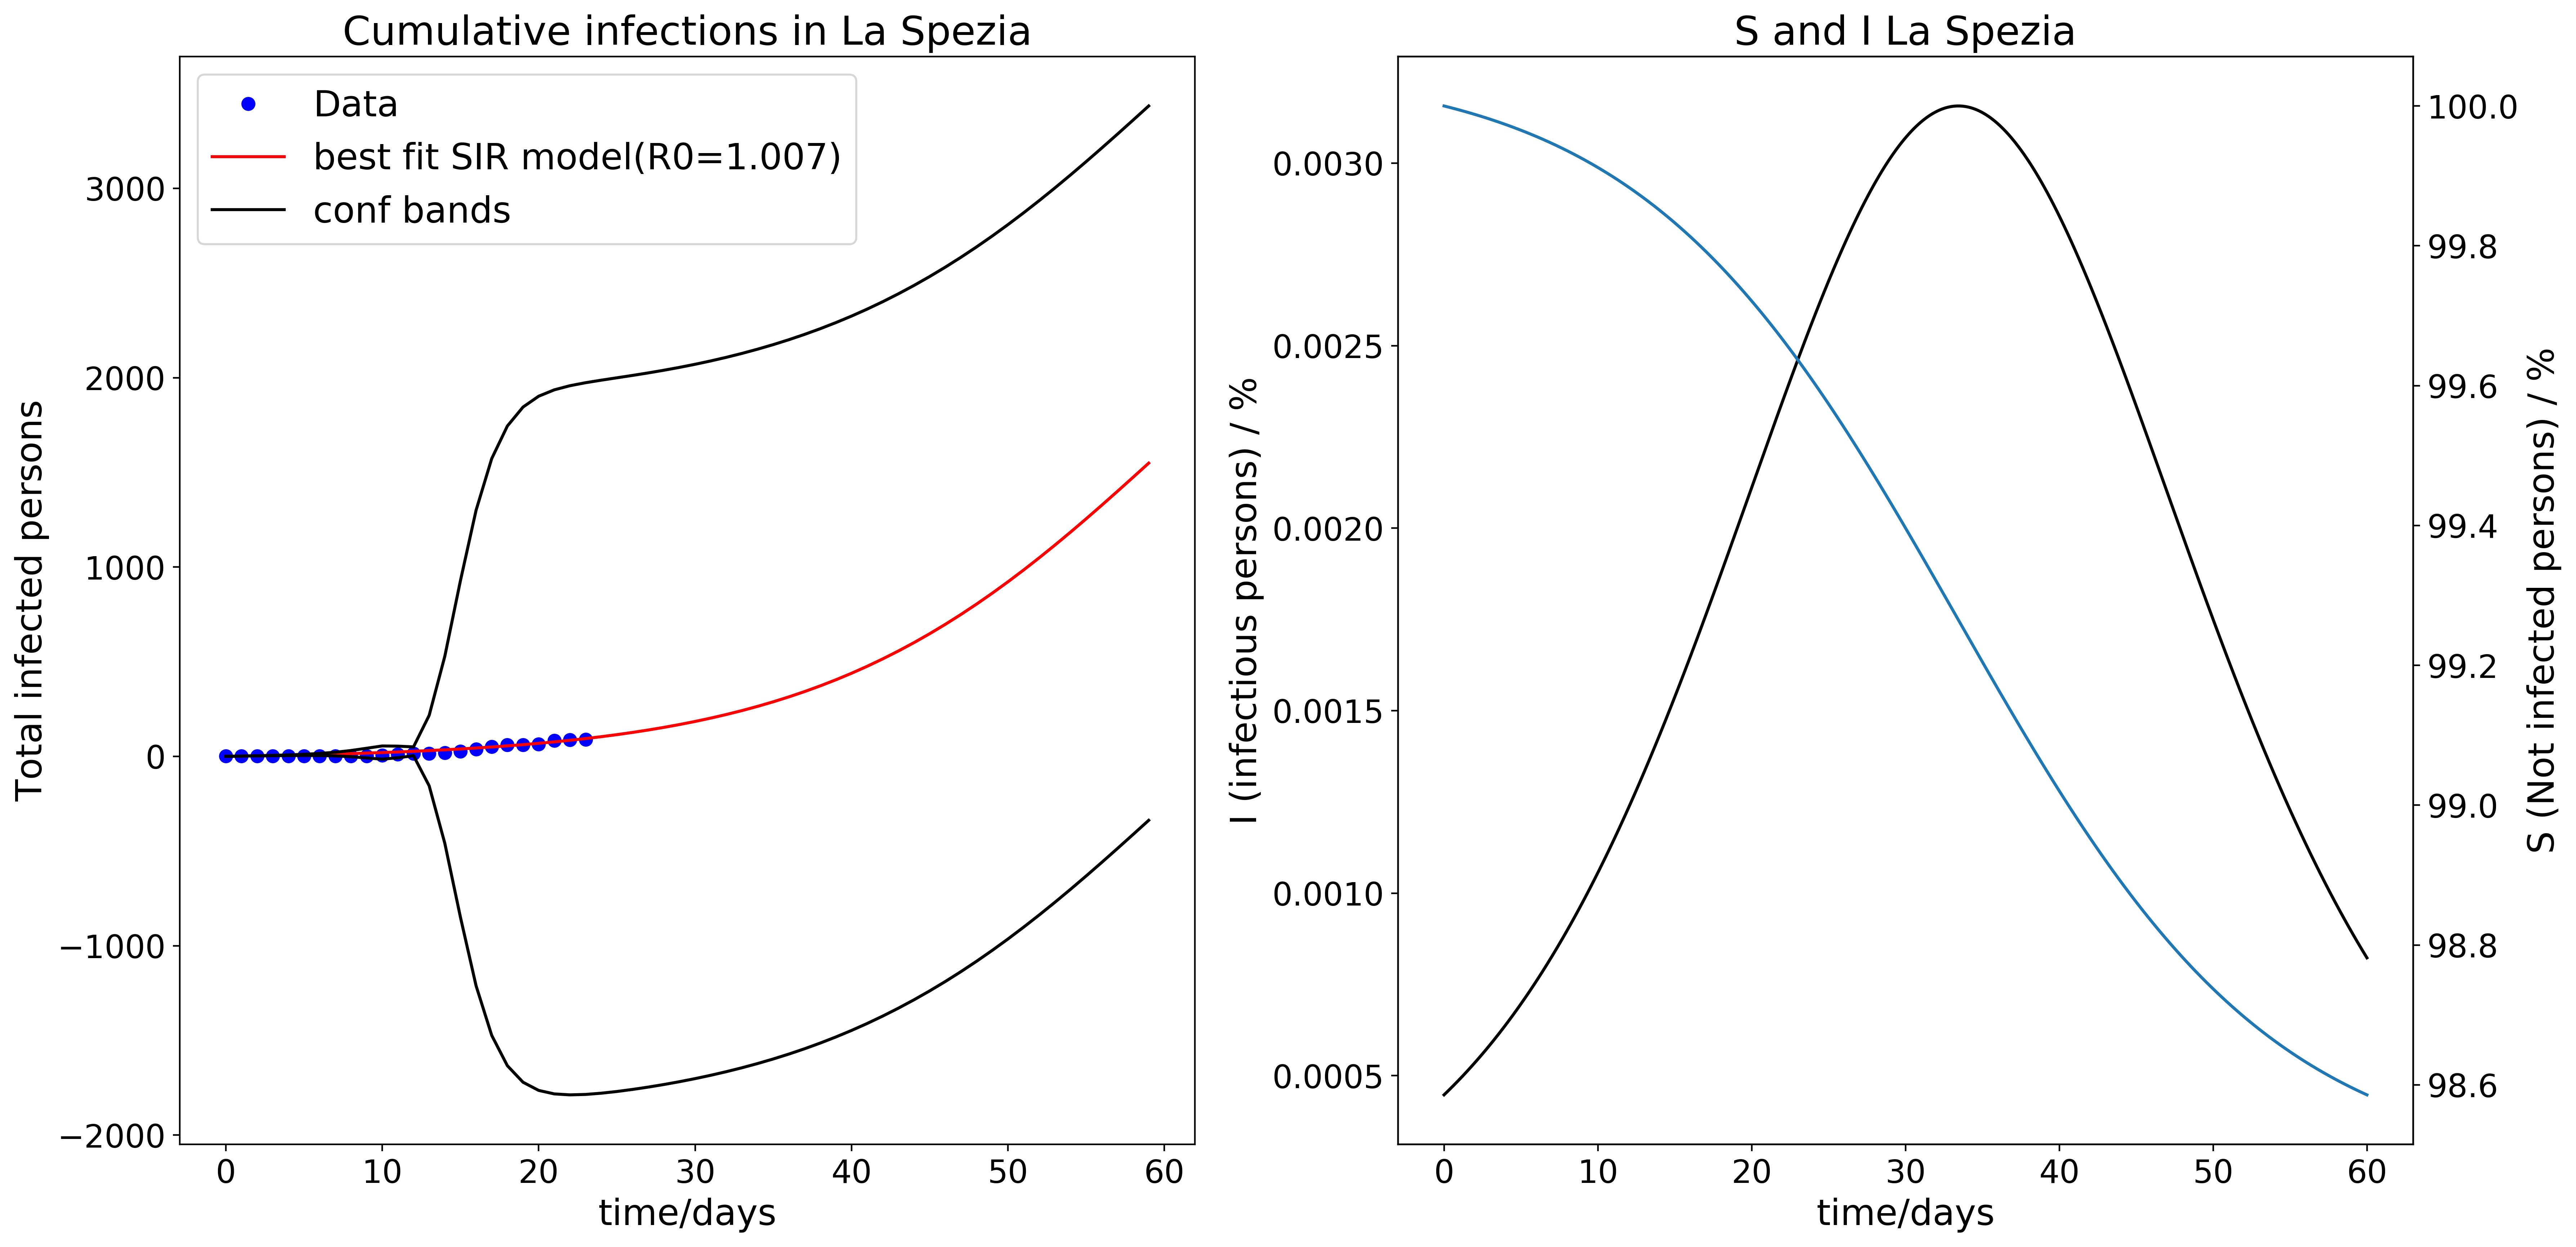 Cumulative infections in La Spezia
Data
best fit SIR model(R0=1.007)
conf bands
Total infected persons
3000
2000
1000
0
−1000
−2000
0 10 20 30 40 50 60
time/days
S and I La Spezia
I (infectious persons) / %
0.0030
0.0025
0.0020
0.0015
0.0010
0.0005
100.0
99.8
99.6
99.4
99.2
99.0
98.8
98.6
S (Not infected persons) / %
0 10 20 30 40 50 60
time/days